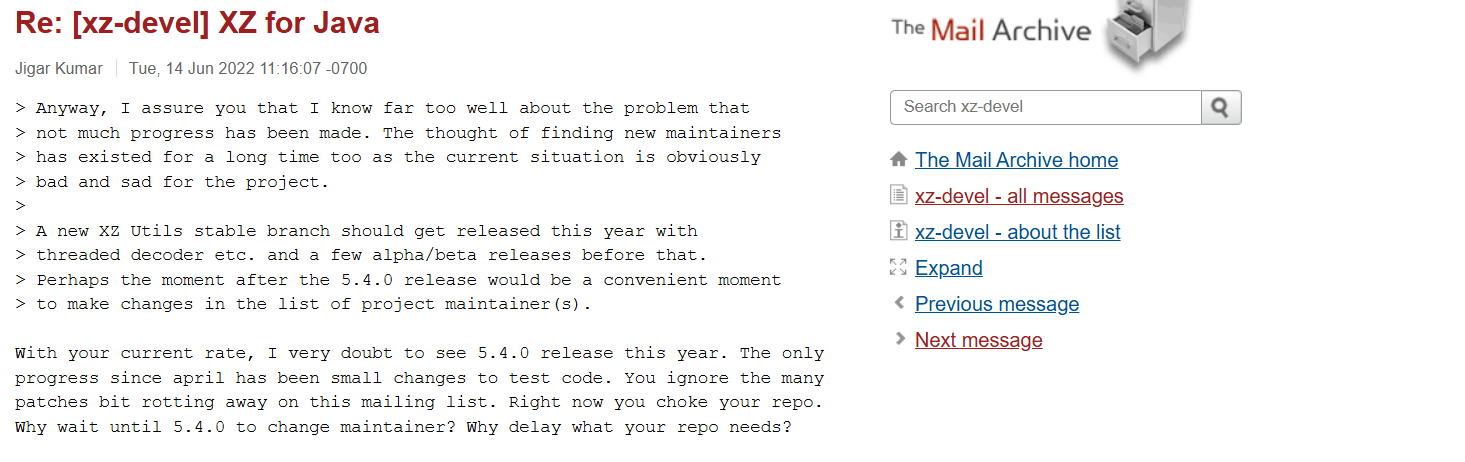 Re: [xz-devel] XZ for Java
Jigar Kumar Tue, 14 Jun 2022 11:16:07 -0700
> Anyway, I assure you that I know far too well about the problem that
> not much progress has been made. The thought of finding new maintainers
> has existed for a long time too as the current situation is obviously
> bad and sad for the project.
>
> A new XZ Utils stable branch should get released this year with
> threaded decoder etc. and a few alpha/beta releases before that.
> Perhaps the moment after the 5.4.0 release would be a convenient moment
> to make changes in the list of project maintainer(s).
With your current rate, I very doubt to see 5.4.0 release this year. The only
progress since april has been small changes to test code. You ignore the many
patches bit rotting away on this mailing list. Right now you choke your repo.
Why wait until 5.4.0 to change maintainer? Why delay what your repo needs?
The Mail Archive
Search xz-devel
The Mail Archive home
xz-devel - all messages
xz-devel - about the list
Expand
Previous message
Next message